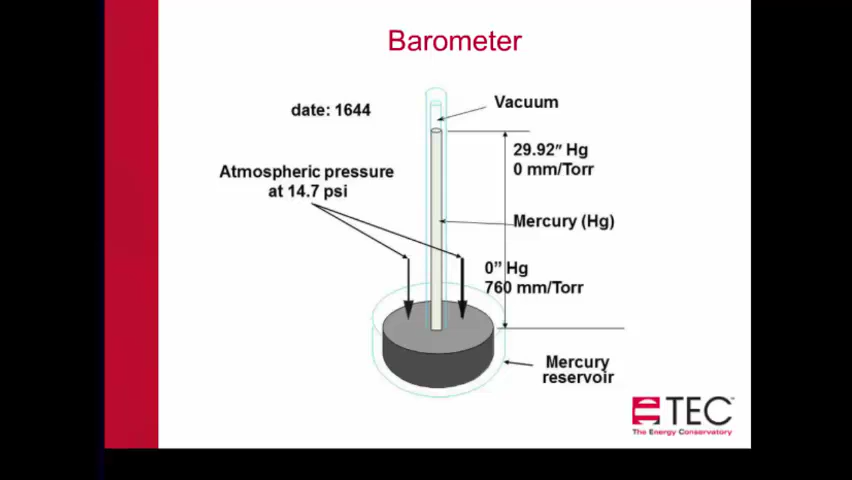 Barometer
date: 1644
Vacuum
29.92" Hg
0 mm/Torr
Atmospheric pressure
at 14.7 psi
Mercury (Hg)
0” Hg
760 mm/Torr
Mercury
reservoir
TEC™
The Energy Conservatory